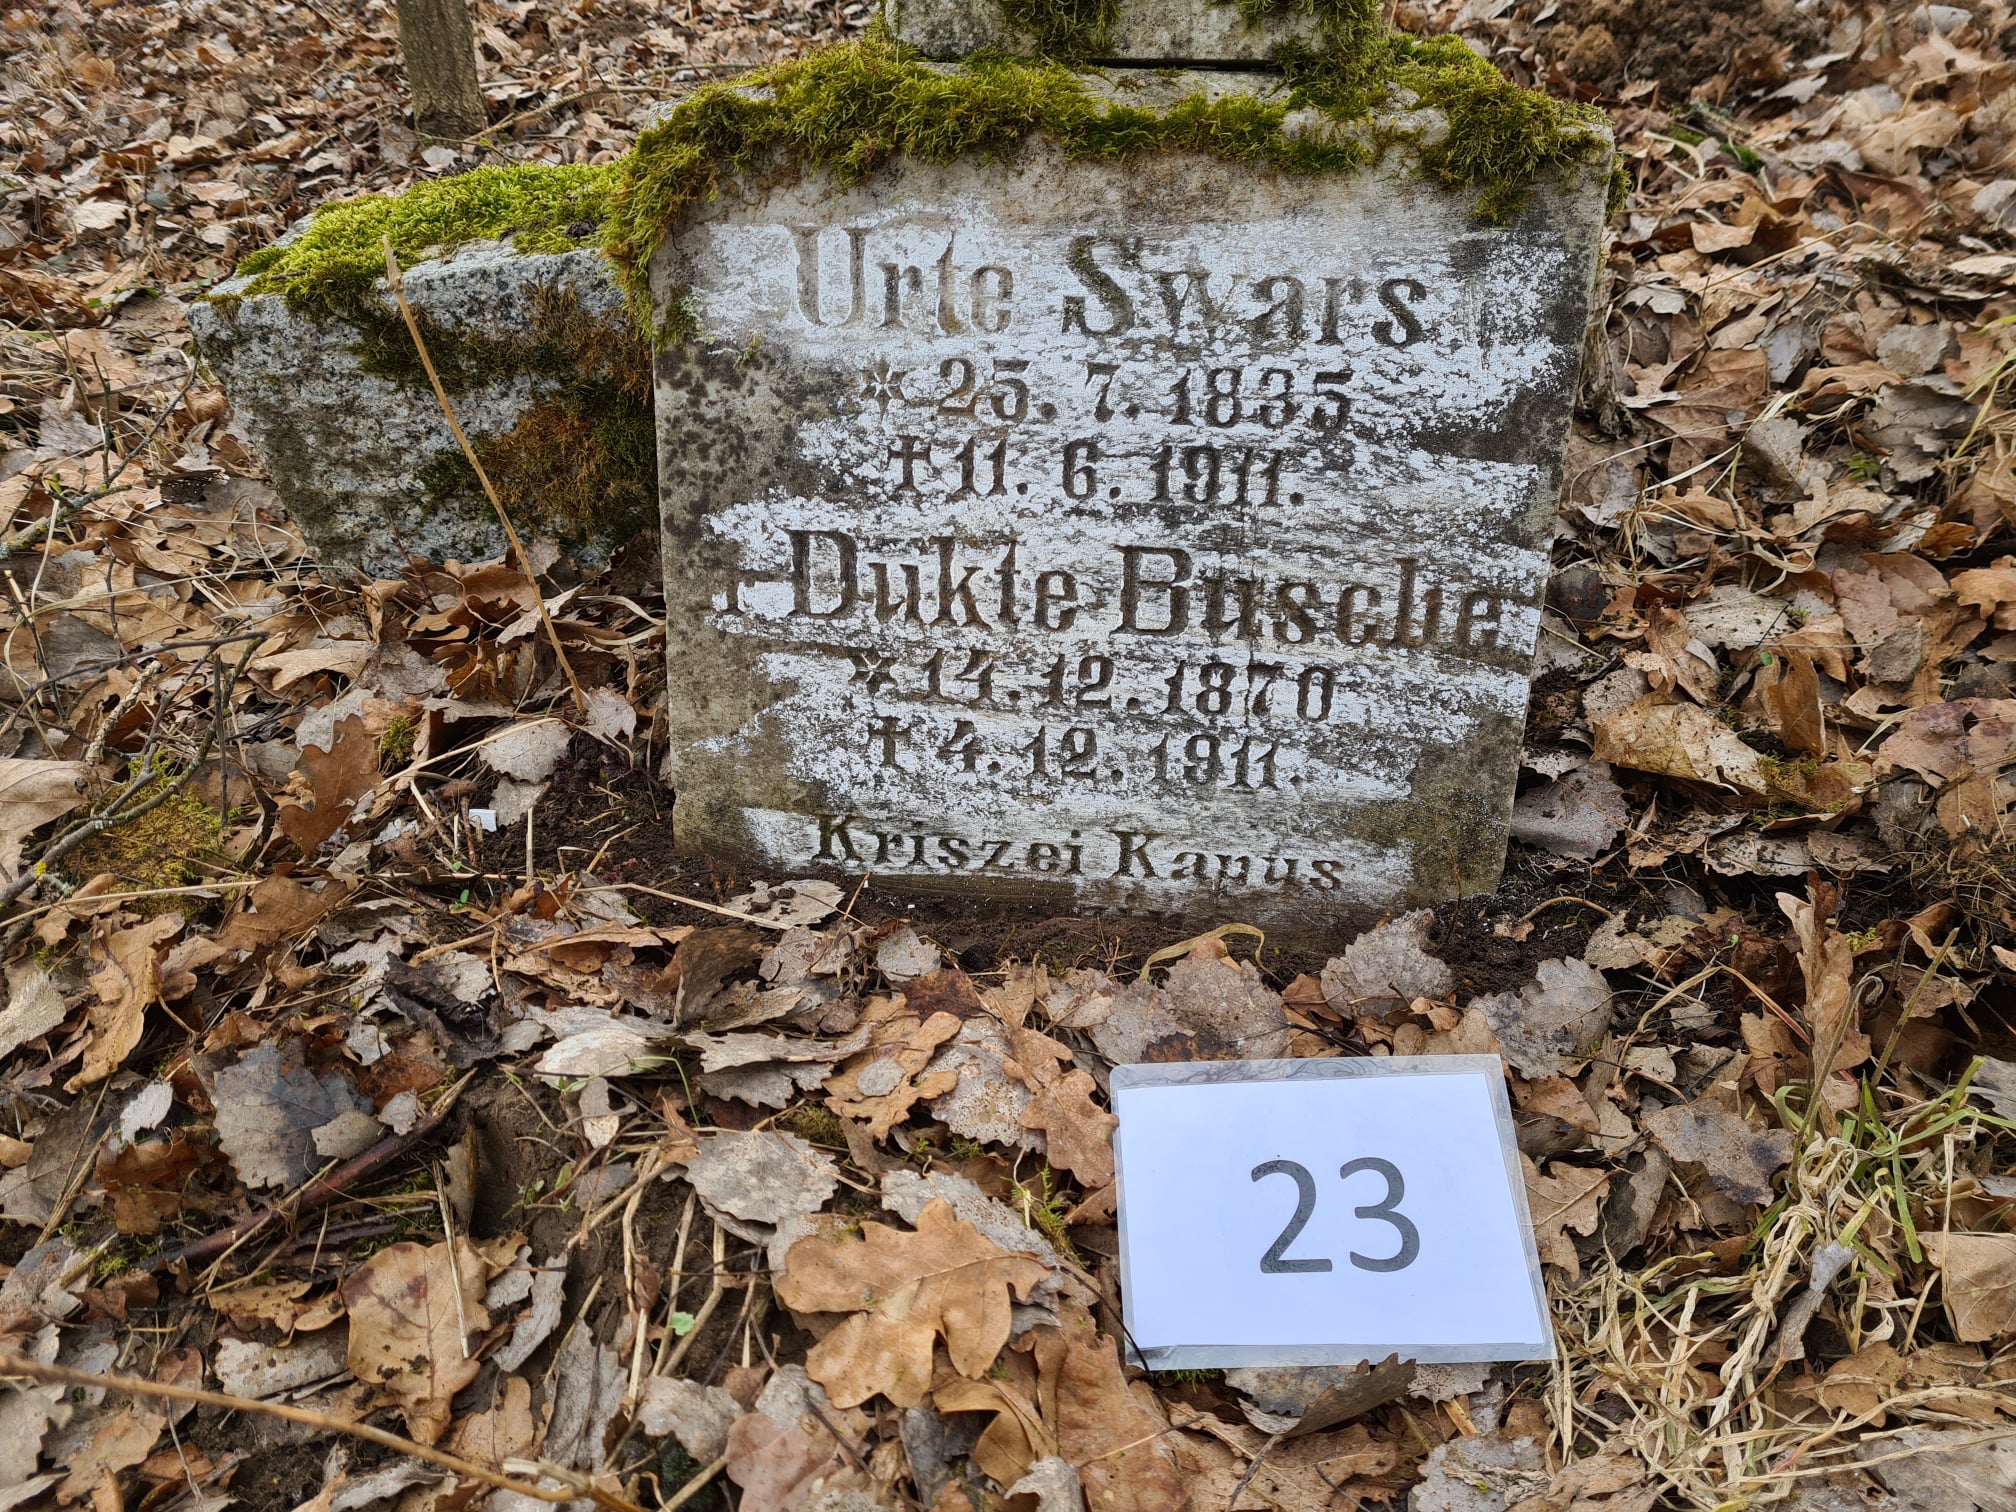 Urte Swars
* 25. 7. 1835
† 11. 6. 1911.
r Dukte Busche
* 14. 12. 1870
† 4. 12. 1911.
Kriszei Kapus
23